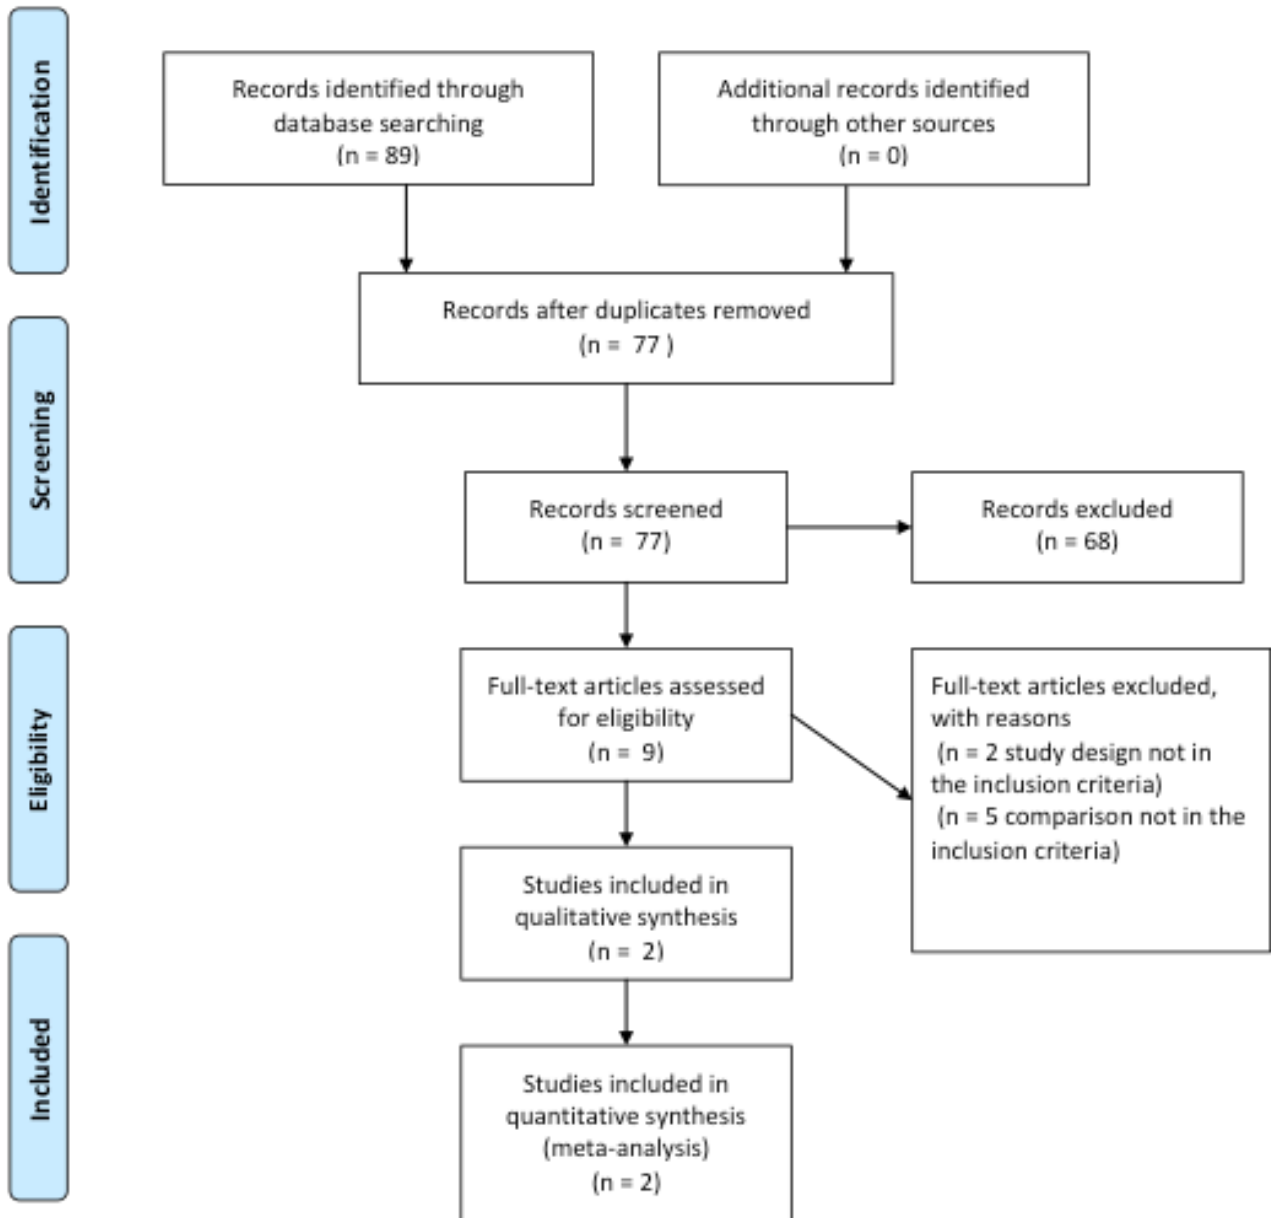 Identification
Records identified through
database searching
(n = 89)
Additional records identified
through other sources
(n = 0)
Records after duplicates removed
(n =  77 )
Screening
Records screened
(n =  77)
Records excluded
(n = 68)
Eligibility
Full-text articles assessed
for eligibility
(n =  9)
Full-text articles excluded,
with reasons
(n = 2 study design not in
the inclusion criteria)
(n = 5 comparison not in the
inclusion criteria)
Studies included in
qualitative synthesis
(n =  2)
Included
Studies included in
quantitative synthesis
(meta-analysis)
(n = 2)